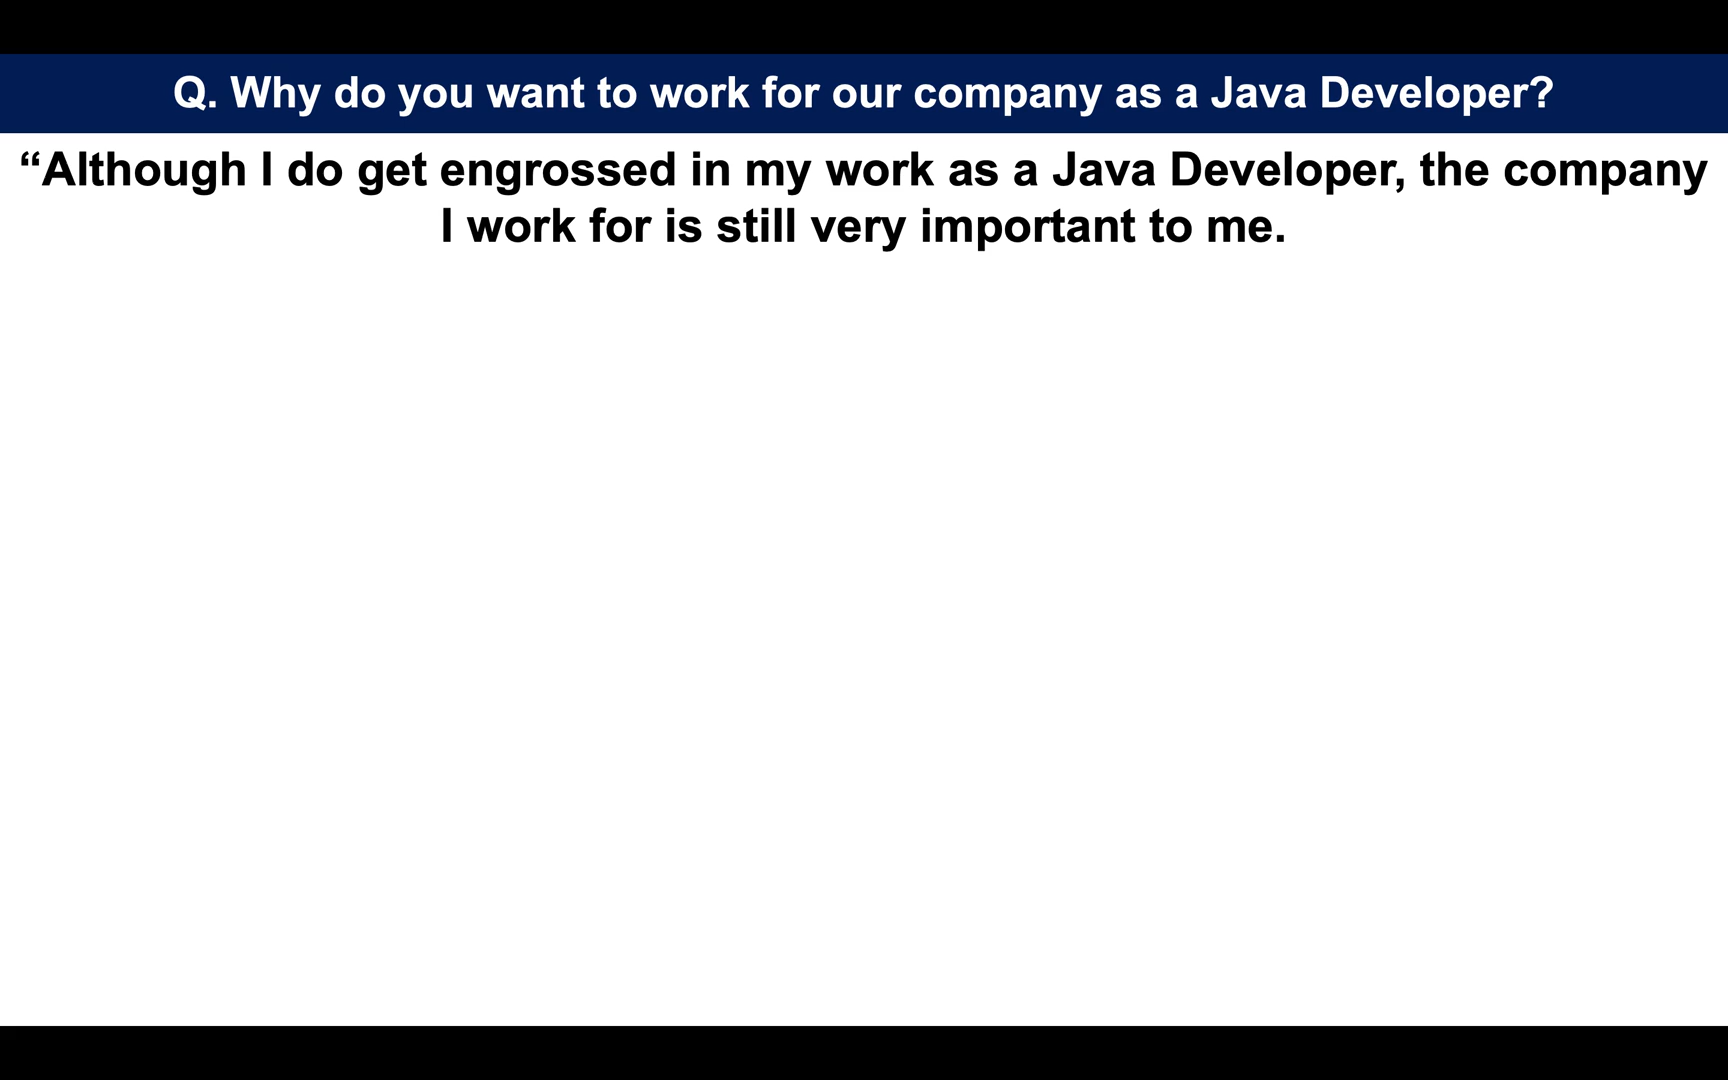 Q. Why do you want to work for our company as a Java Developer?
“Although I do get engrossed in my work as a Java Developer, the company
I work for is still very important to me.